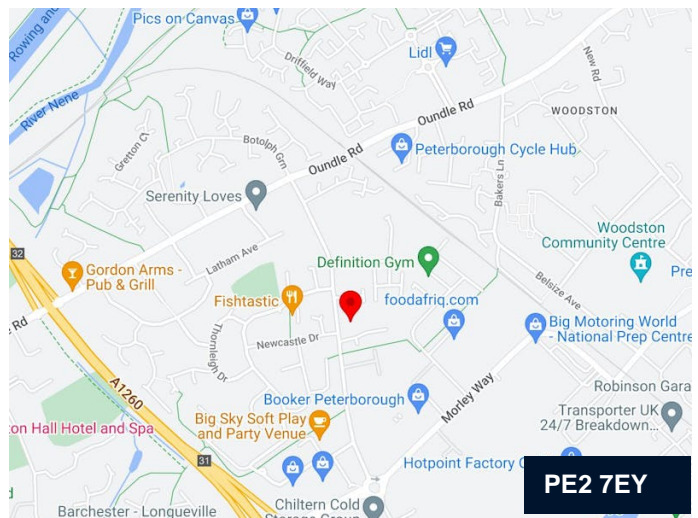 Pics on Canvas
Rowing and
River Nene
Lidl
Driffield Way
New Rd
WOODSTON
Oundle Rd
Gretton Cl
Botolph Grn
Oundle Rd
Peterborough Cycle Hub
Bakers Ln
Serenity Loves
Woodston
Community Centre
32
Latham Ave
Definition Gym
Gordon Arms -
Pub & Grill
Pre
Belsize Ave
Fishtastic
foodafriq.com
e Rd
Big Motoring World
- National Prep Centre
Newcastle Dr
Thornleigh Dr
A1260
Robinson Gara
Booker Peterborough
Morley Way
Transporter UK
24/7 Breakdown...
Big Sky Soft Play
and Party Venue
ton Hall Hotel and Spa
31
Hotpoint Factory
PE2 7EY
Chiltern Cold
Storage Group
Barchester - Longueville